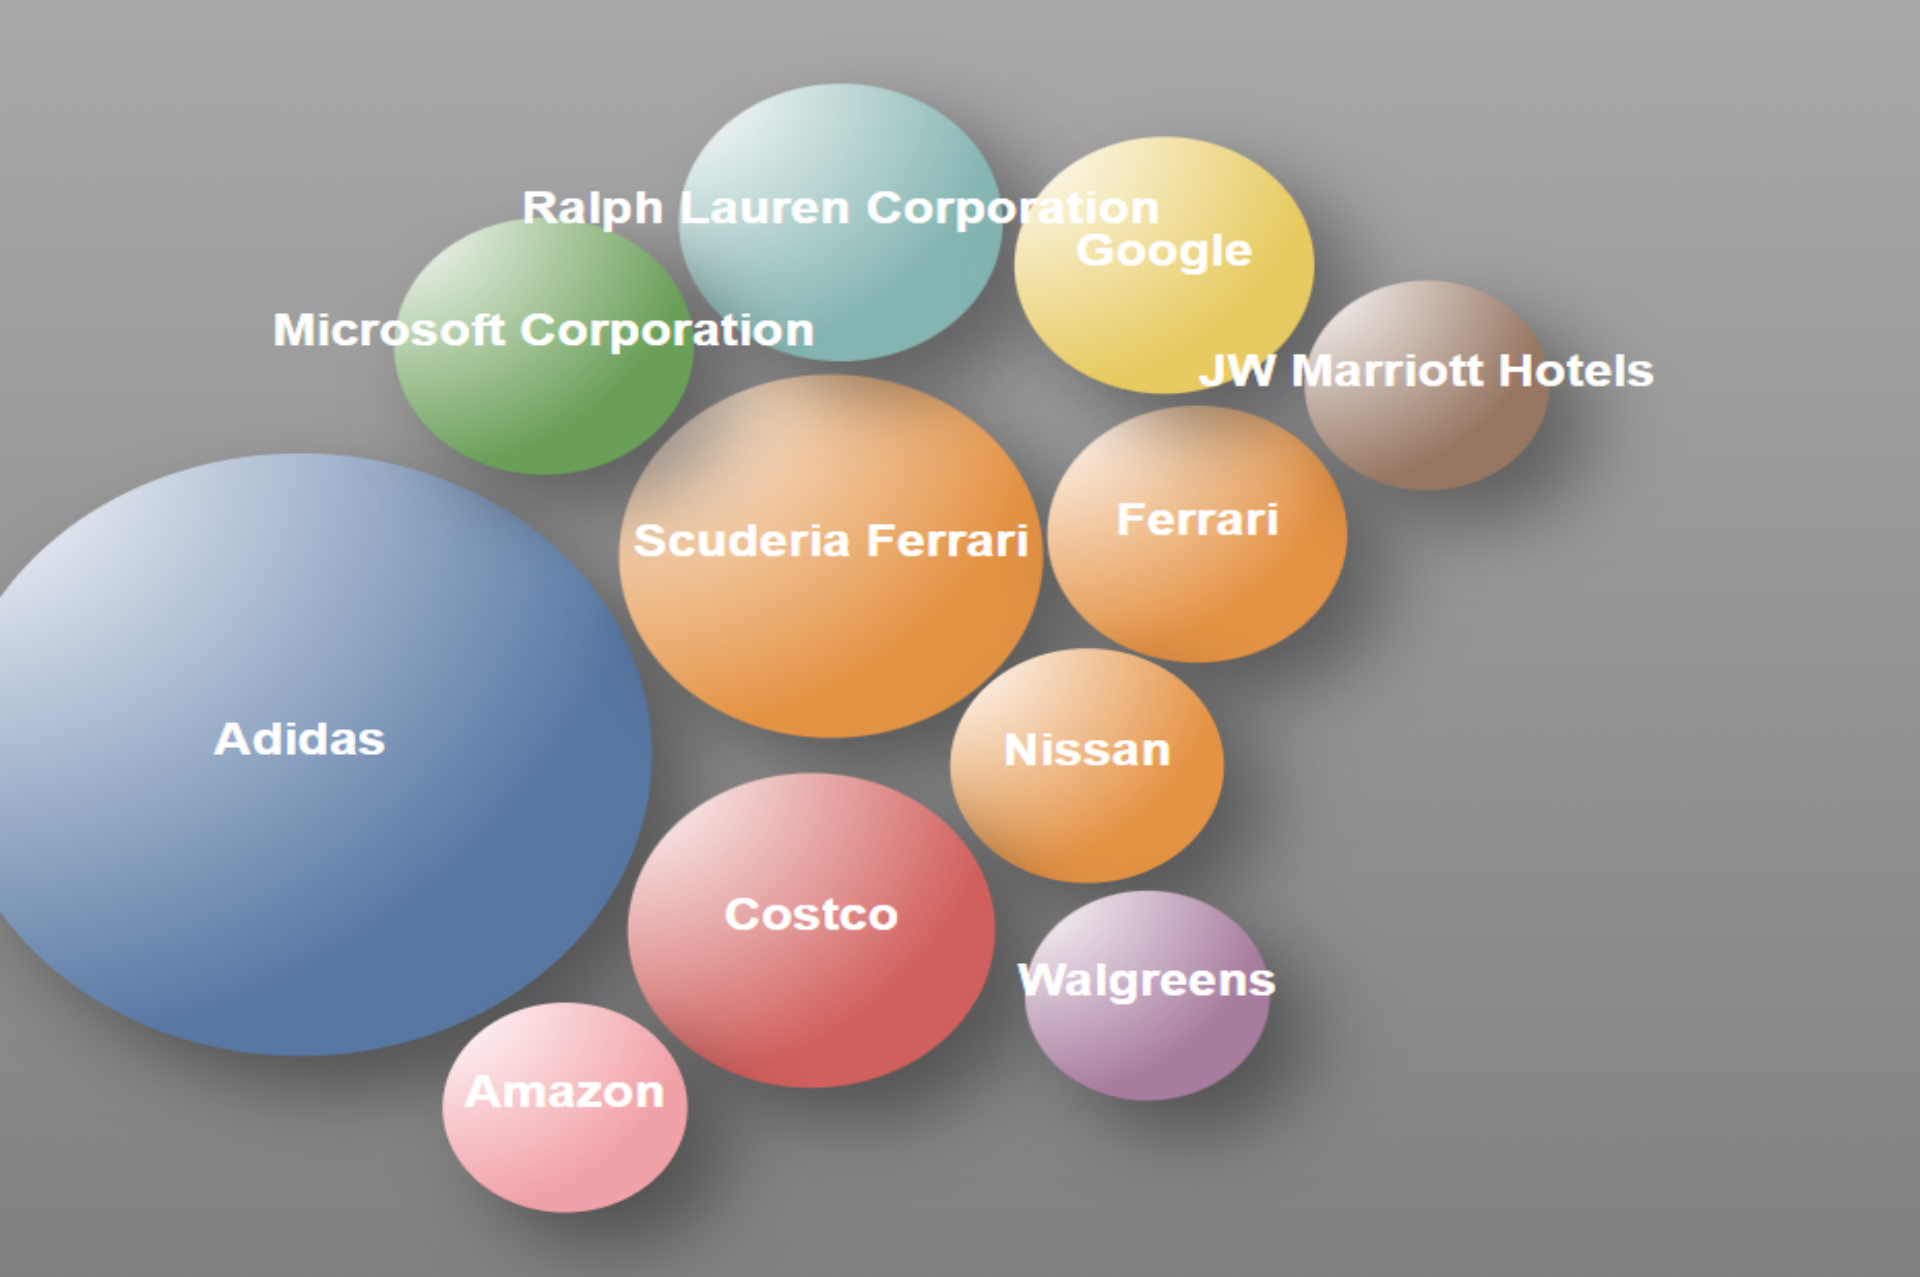 Ralph Lauren Corporation
Google
Microsoft Corporation
JW Marriott Hotels
Scuderia Ferrari
Ferrari
Adidas
Nissan
Costco
Walgreens
Amazon